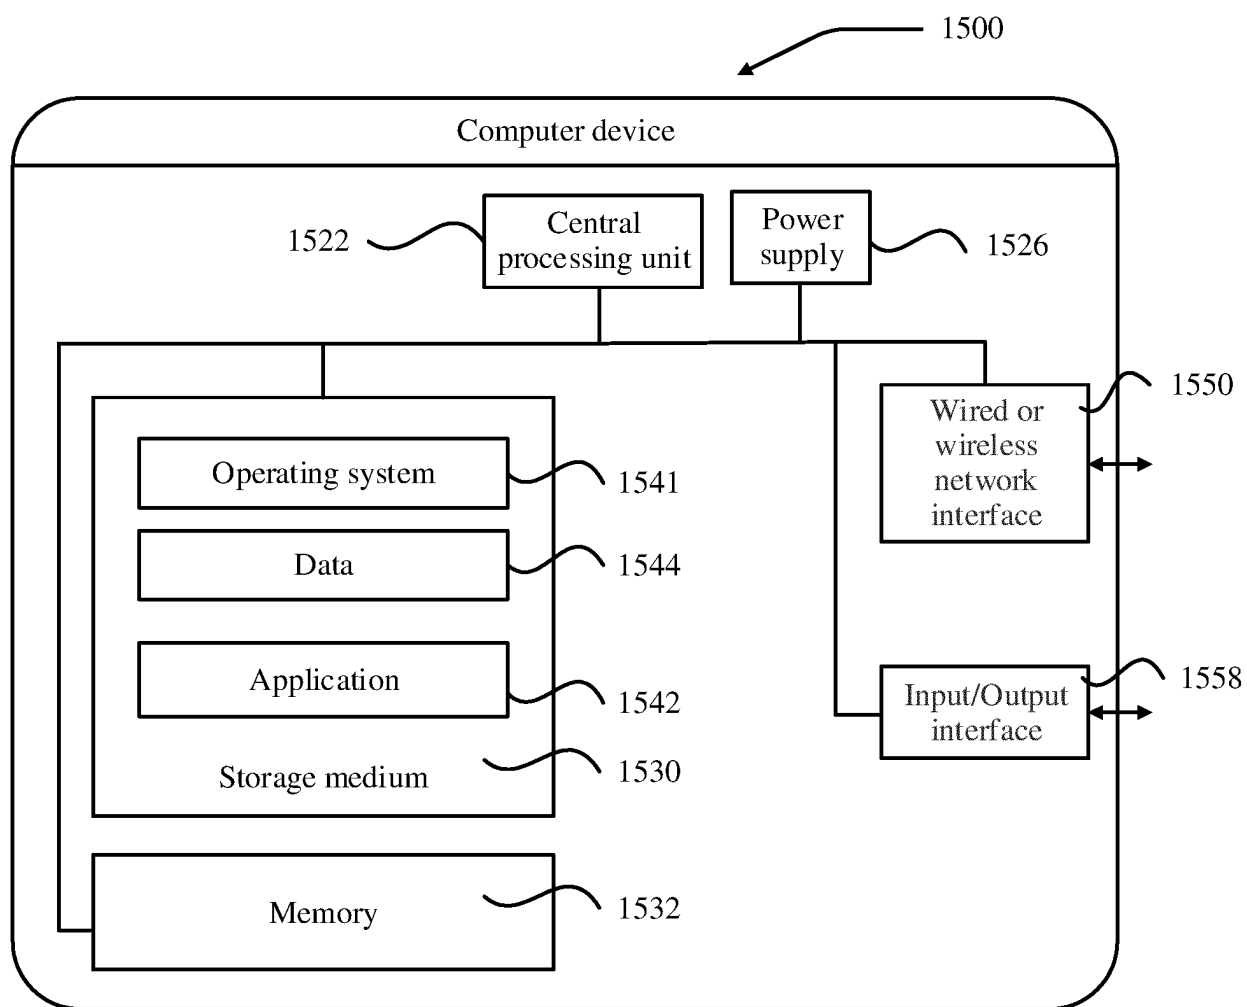 1500
Computer device
1522
Central
processing unit
Power
supply
1526
Wired or
wireless
network
interface
1550
Operating system
1541
Data
1544
Application
1542
Storage medium
1530
Input/Output
interface
1558
Memory
1532